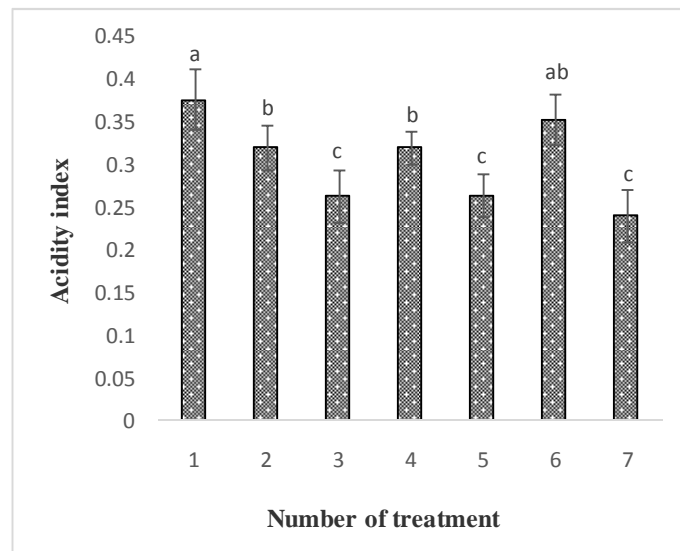 0.45
0.4
0.35
0.3
0.25
0.2
0.15
0.1
0.05
0
Acidity index
a
b
c
b
c
ab
c
1 2 3 4 5 6 7
Number of treatment